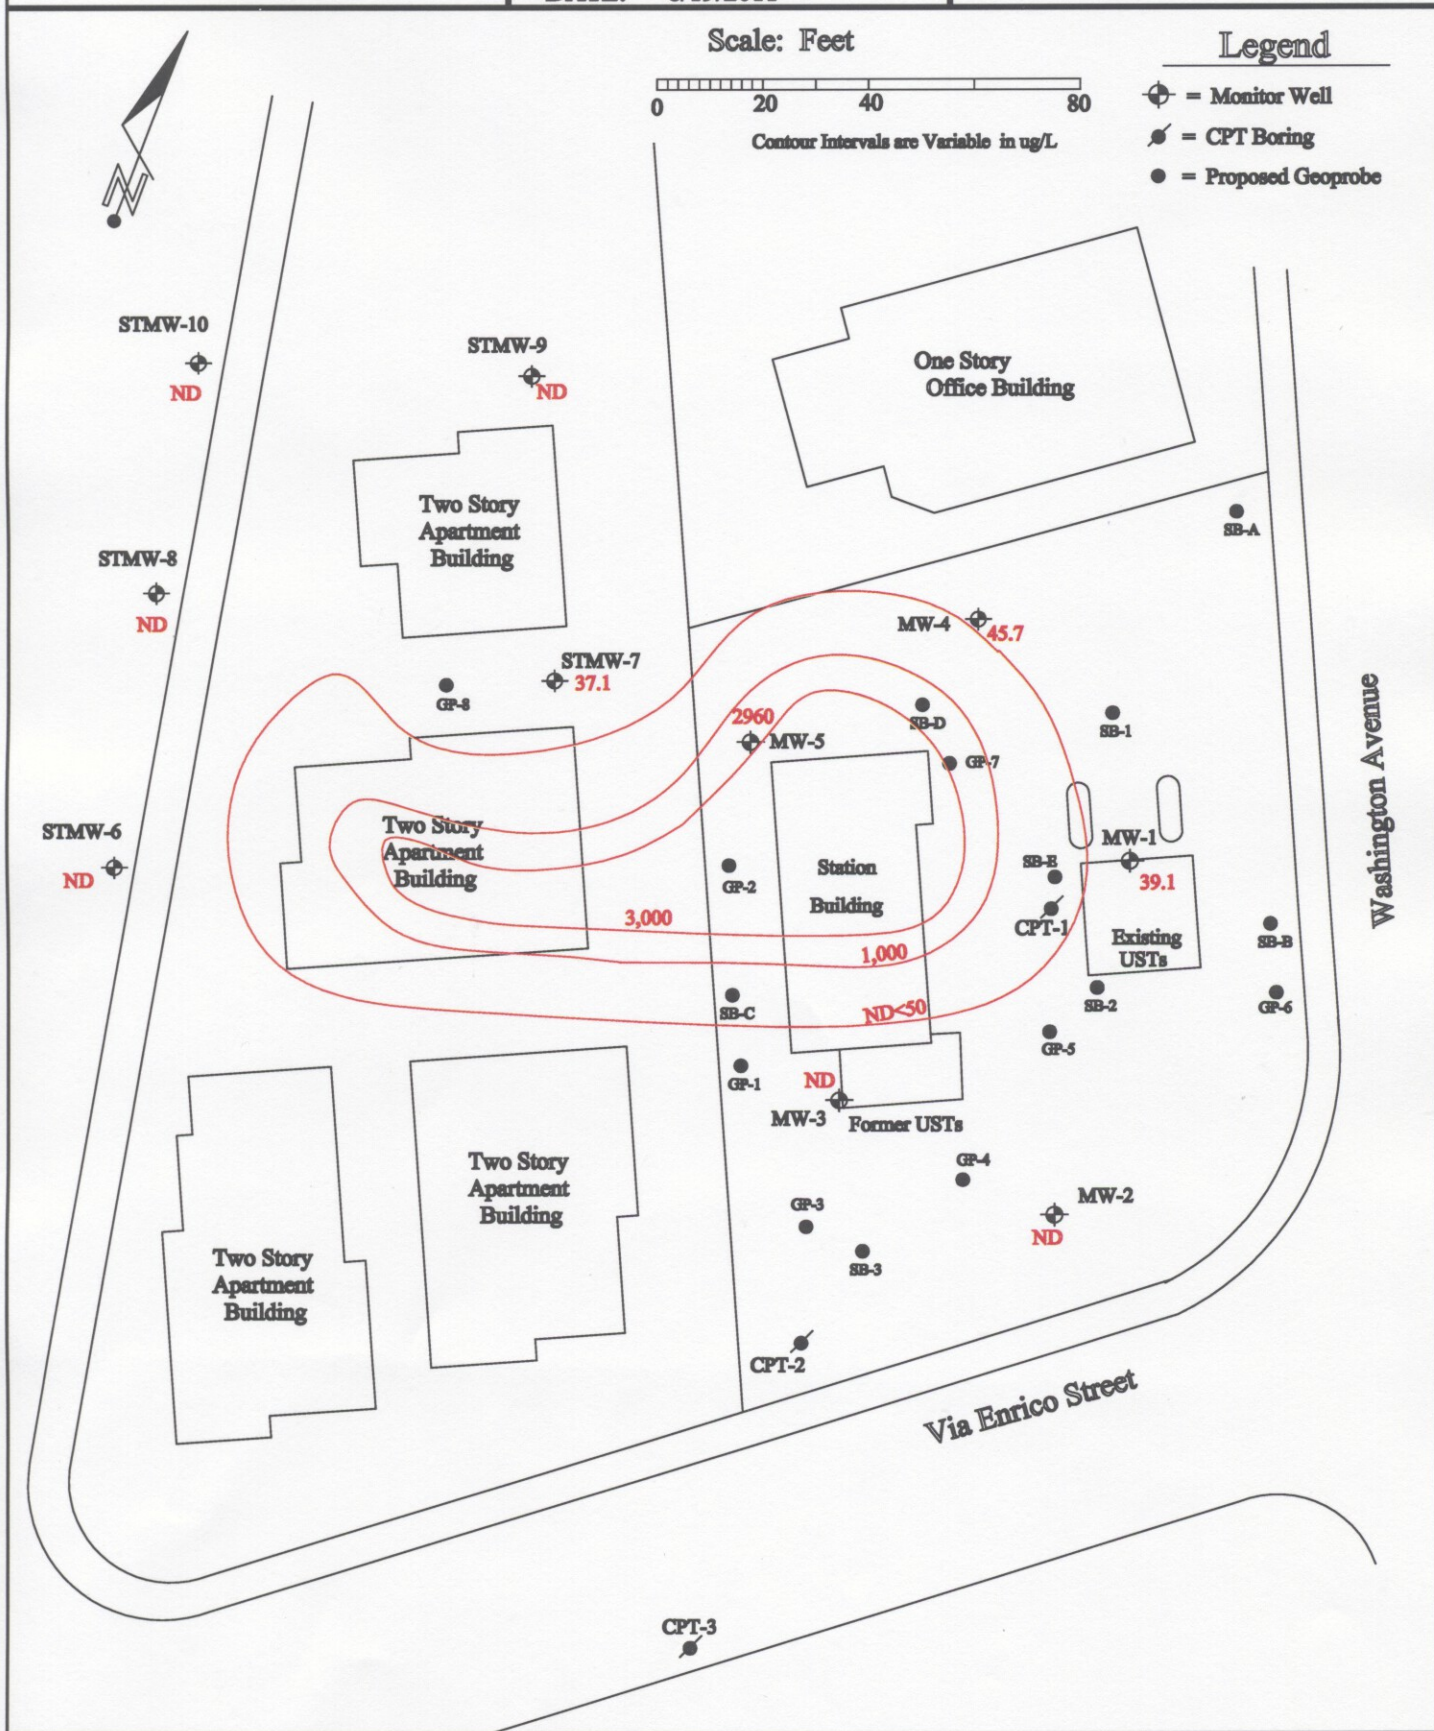 Scale: Feet
0 20 40 80
Contour Intervals are Variable in ug/L
Legend
= Monitor Well
= CPT Boring
= Proposed Geoprobe
N
STMW-10
ND
STMW-9
ND
One Story
Office Building
Two Story
Apartment
Building
SB-A
STMW-8
ND
MW-4
45.7
STMW-7
37.1
GP-8
2960
MW-5
SB-D
GP-7
SB-1
Washington Avenue
STMW-6
ND
Two Story
Apartment
Building
GP-2
Station
Building
SB-E
CPT-1
MW-1
39.1
Existing
USTs
SB-B
GP-6
3,000
1,000
ND<50
SB-C
SB-2
GP-5
GP-1
ND
MW-3
Former USTs
GP-4
MW-2
ND
GP-3
SB-3
Two Story
Apartment
Building
Two Story
Apartment
Building
CPT-2
Via Enrico Street
CPT-3